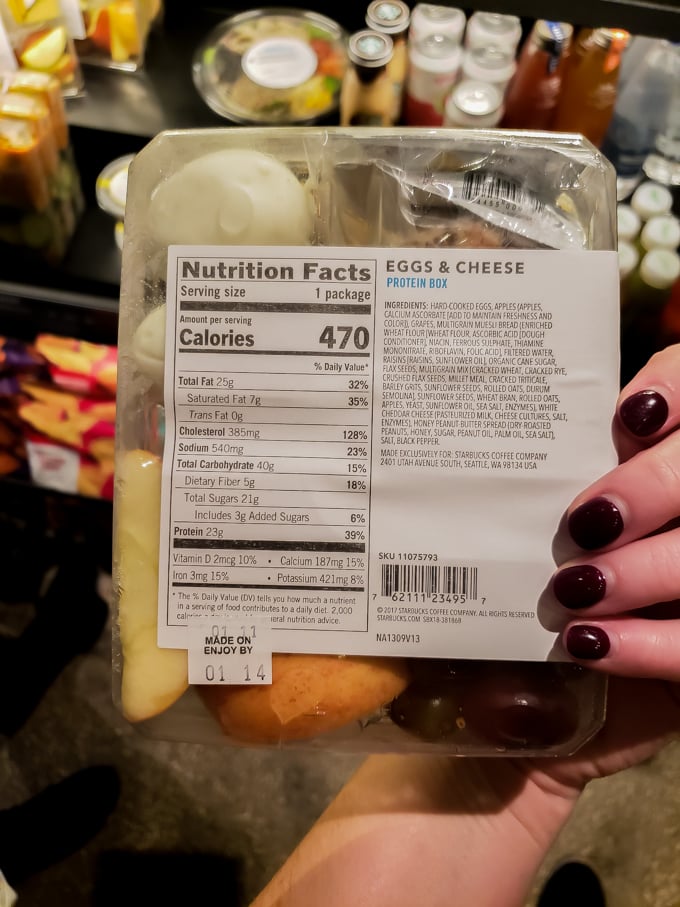 Nutrition Facts
Serving size 1 package
Amount per serving
Calories 470
% Daily Value*
Total Fat 25g 32%
Saturated Fat 7g 35%
Trans Fat 0g
Cholesterol 385mg 128%
Sodium 540mg 23%
Total Carbohydrate 40g 15%
Dietary Fiber 5g 18%
Total Sugars 21g
Includes 3g Added Sugars 6%
Protein 23g 39%
Vitamin D 2mcg 10% • Calcium 187mg 15%
Iron 3mg 15% • Potassium 421mg 8%
* The % Daily Value (DV) tells you how much a nutrient
in a serving of food contributes to a daily diet. 2,000
nutrition advice.
01 11
MADE ON
ENJOY BY
01 14
EGGS & CHEESE
PROTEIN BOX
INGREDIENTS: HARD-COOKED EGGS, APPLES (APPLES,
CALCIUM ASCORBATE [ADD TO MAINTAIN FRESHNESS AND
COLOR]), GRAPES, MULTIGRAIN MUESLI BREAD (ENRICHED
WHEAT FLOUR [WHEAT FLOUR, ASCORBIC ACID [DOUGH
CONDITIONER], NIACIN, FERROUS SULPHATE, THIAMINE
MONONITRATE, RIBOFLAVIN, FOLIC ACID], FILTERED WATER,
RAISINS [RAISINS, SUNFLOWER OIL], ORGANIC CANE SUGAR,
FLAX SEEDS, MULTIGRAIN MIX [CRACKED WHEAT, CRACKED RYE,
CRUSHED FLAX SEEDS, MILLET MEAL, CRACKED TRITICALE,
BARLEY GRITS, SUNFLOWER SEEDS, ROLLED OATS, DURUM
SEMOLINA], SUNFLOWER SEEDS, WHEAT BRAN, ROLLED OATS,
APPLES, YEAST, SUNFLOWER OIL, SEA SALT, ENZYMES), WHITE
CHEDDAR CHEESE (PASTEURIZED MILK, CHEESE CULTURES, SALT,
ENZYMES), HONEY PEANUT BUTTER SPREAD (DRY ROASTED
PEANUTS, HONEY, SUGAR, PEANUT OIL, PALM OIL, SEA SALT),
SALT, BLACK PEPPER.
MADE EXCLUSIVELY FOR: STARBUCKS COFFEE COMPANY
2401 UTAH AVENUE SOUTH, SEATTLE, WA 98134 USA
SKU 11075793
7 62111 23495 7
© 2017 STARBUCKS COFFEE COMPANY. ALL RIGHTS RESERVED.
STARBUCKS.COM SBX18-381868
NA1309V13